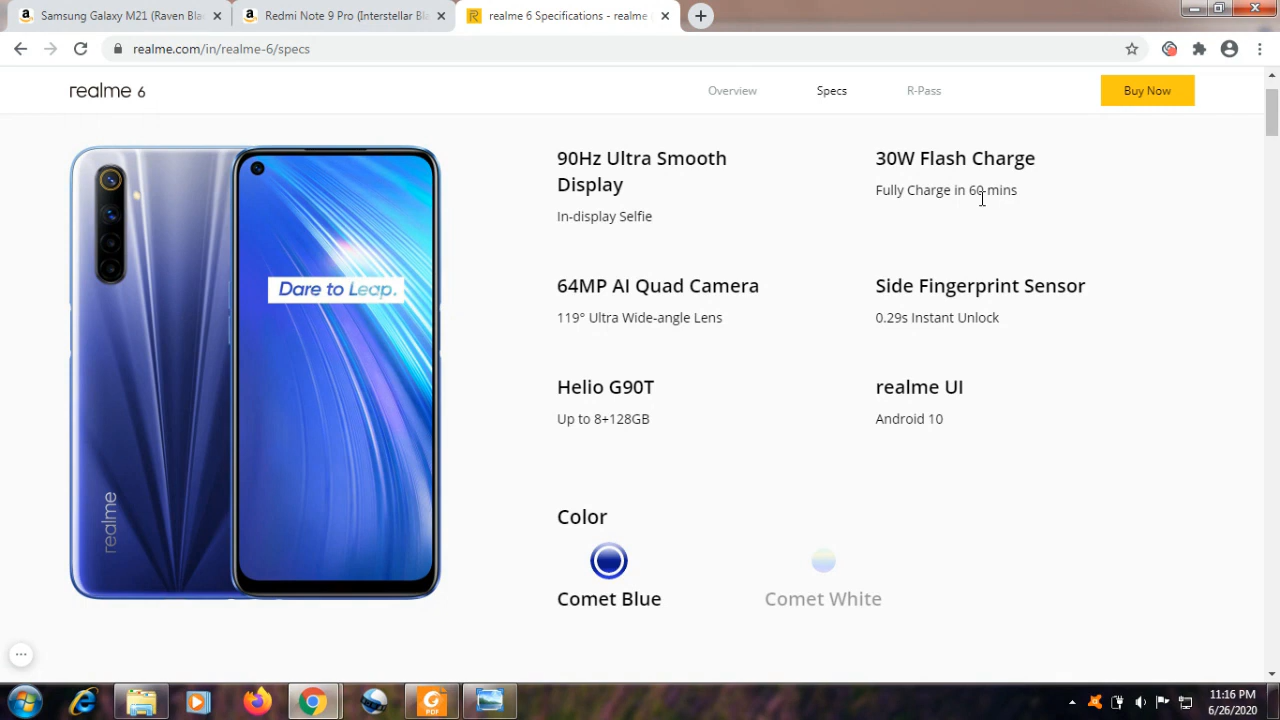 Samsung Galaxy M21 (Raven Bla
Redmi Note 9 Pro (Interstellar Bla
realme 6 Specifications - realme
realme.com/in/realme-6/specs
realme 6
Overview
Specs
R-Pass
Buy Now
90Hz Ultra Smooth
Display
In-display Selfie
30W Flash Charge
Fully Charge in 60 mins
64MP AI Quad Camera
119° Ultra Wide-angle Lens
Side Fingerprint Sensor
0.29s Instant Unlock
Helio G90T
Up to 8+128GB
realme UI
Android 10
Dare to Leap.
realme
Color
Comet Blue
Comet White
PDF
11:16 PM
6/26/2020